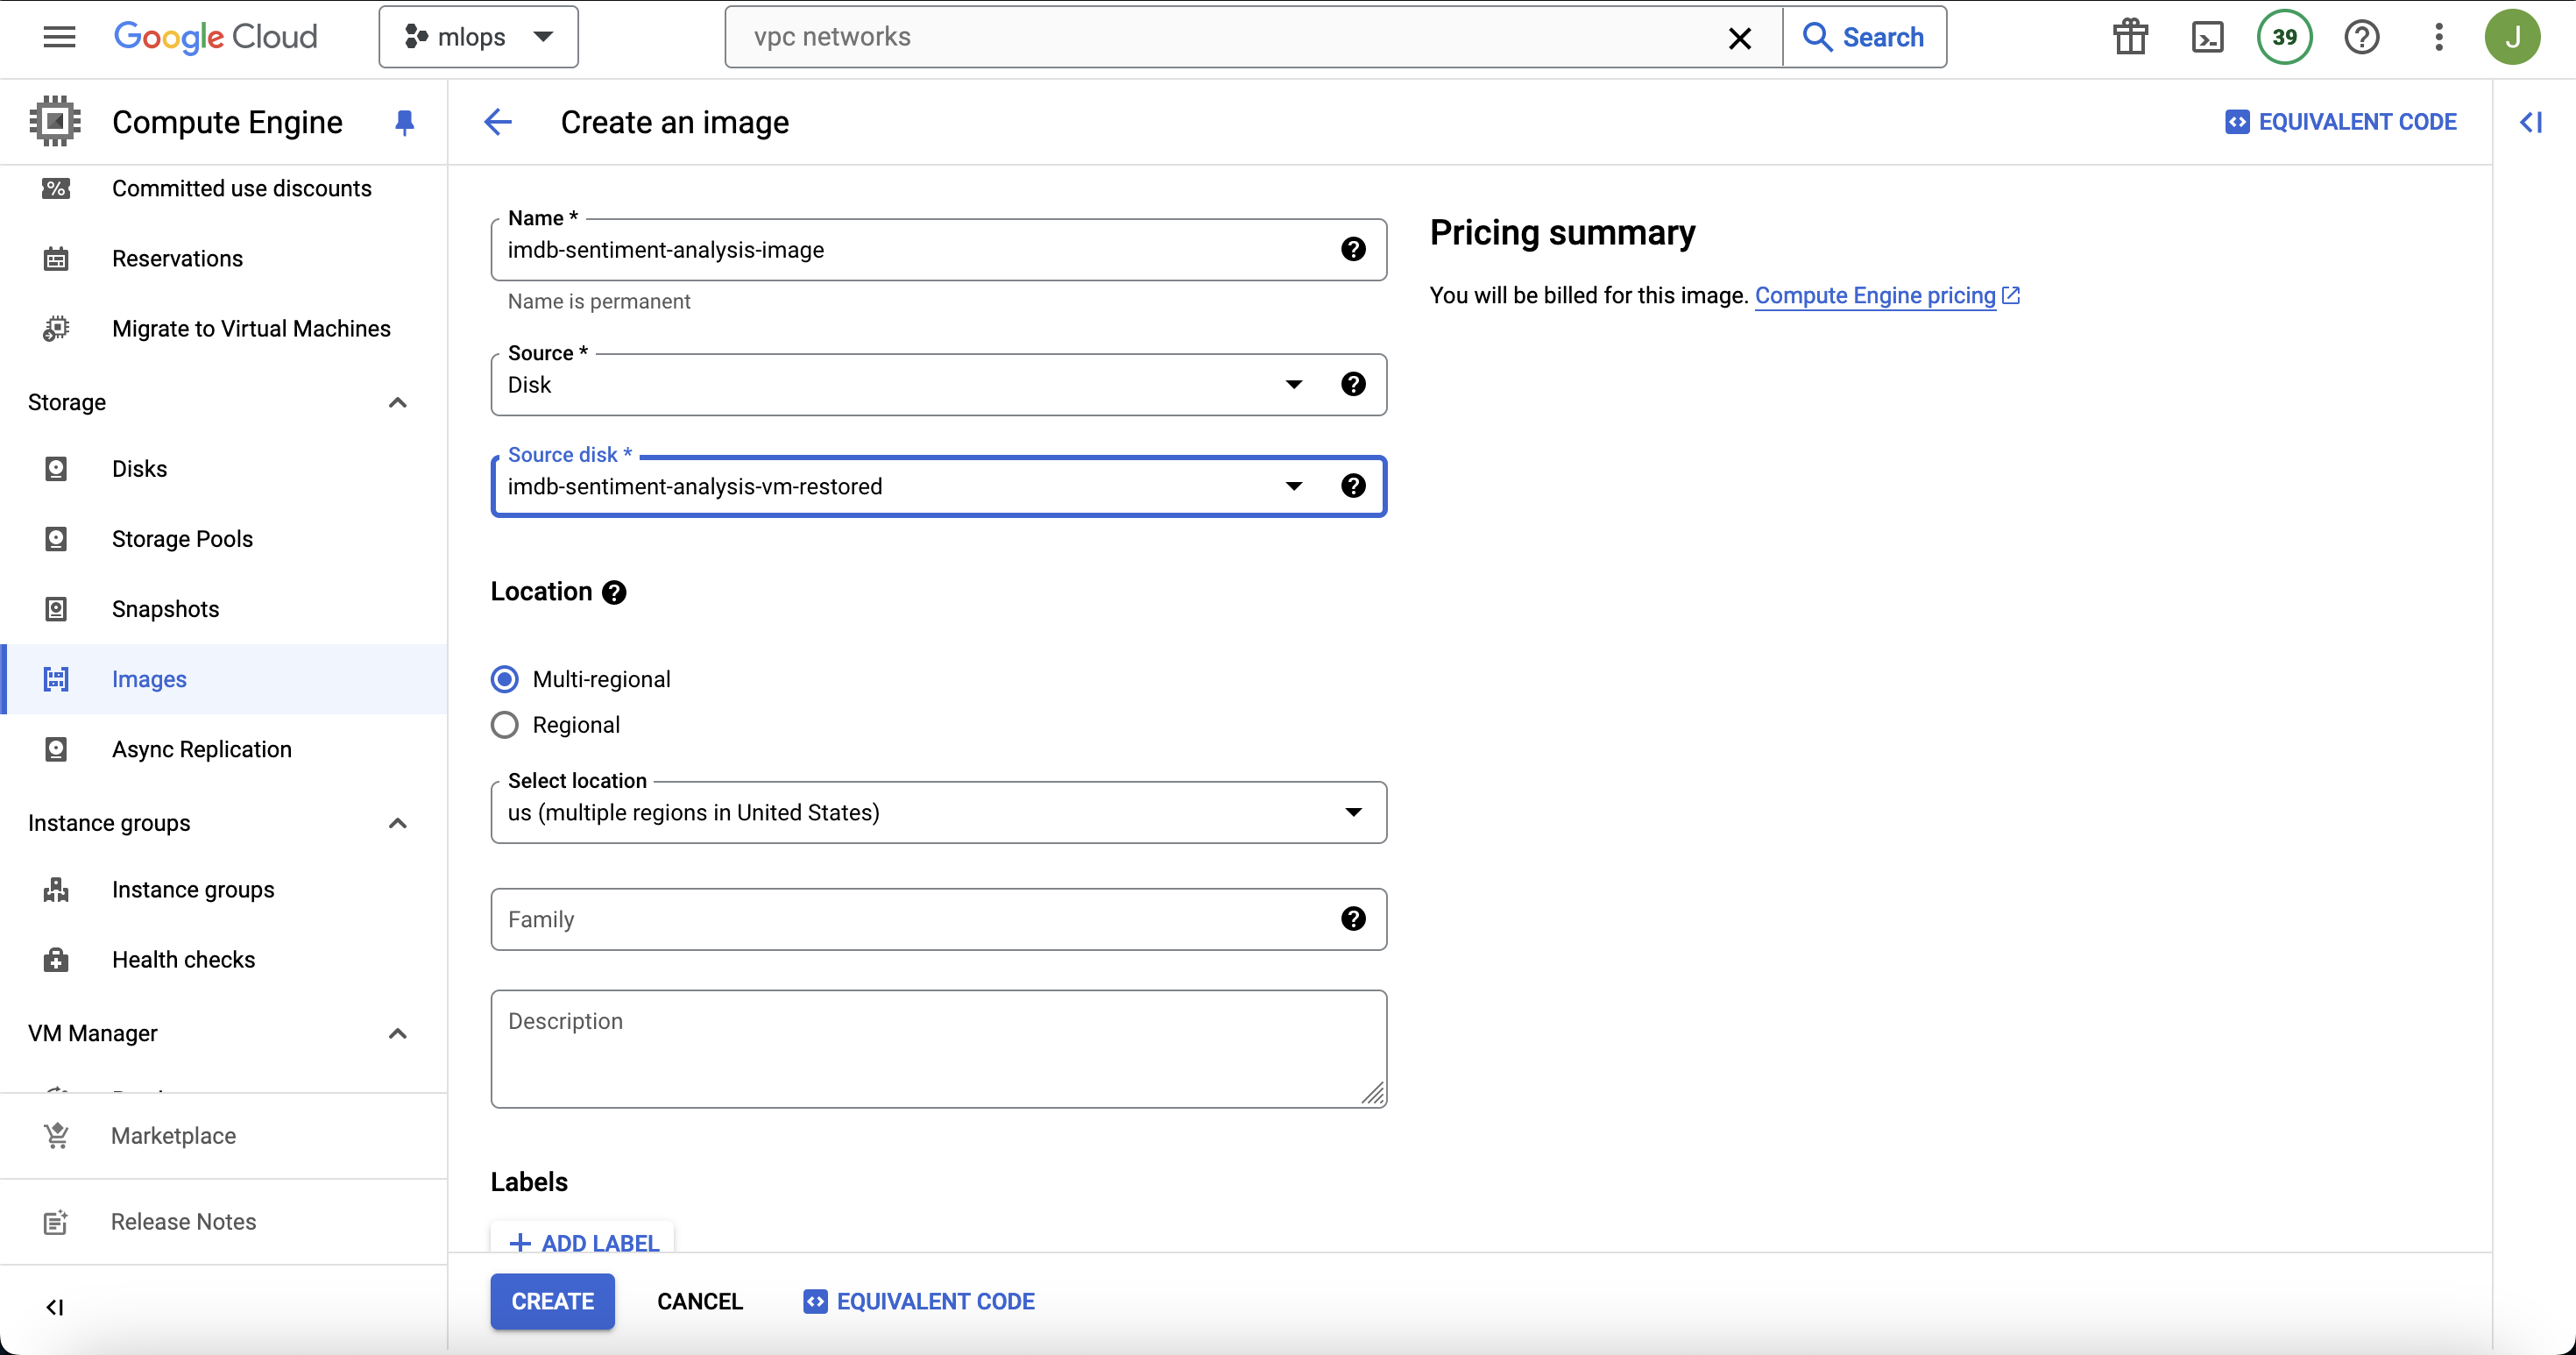 Google Cloud
mlops
vpc networks
Search
39
J
Compute Engine
Create an image
EQUIVALENT CODE
Committed use discounts
Reservations
Migrate to Virtual Machines
Storage
Disks
Storage Pools
Snapshots
Images
Async Replication
Instance groups
Instance groups
Health checks
VM Manager
Marketplace
Release Notes
Name *
imdb-sentiment-analysis-image
Name is permanent
Source *
Disk
Source disk *
imdb-sentiment-analysis-vm-restored
Location
Multi-regional
Regional
Select location
us (multiple regions in United States)
Family
Description
Labels
ADD LABEL
CREATE
CANCEL
EQUIVALENT CODE
Pricing summary
You will be billed for this image. Compute Engine pricing